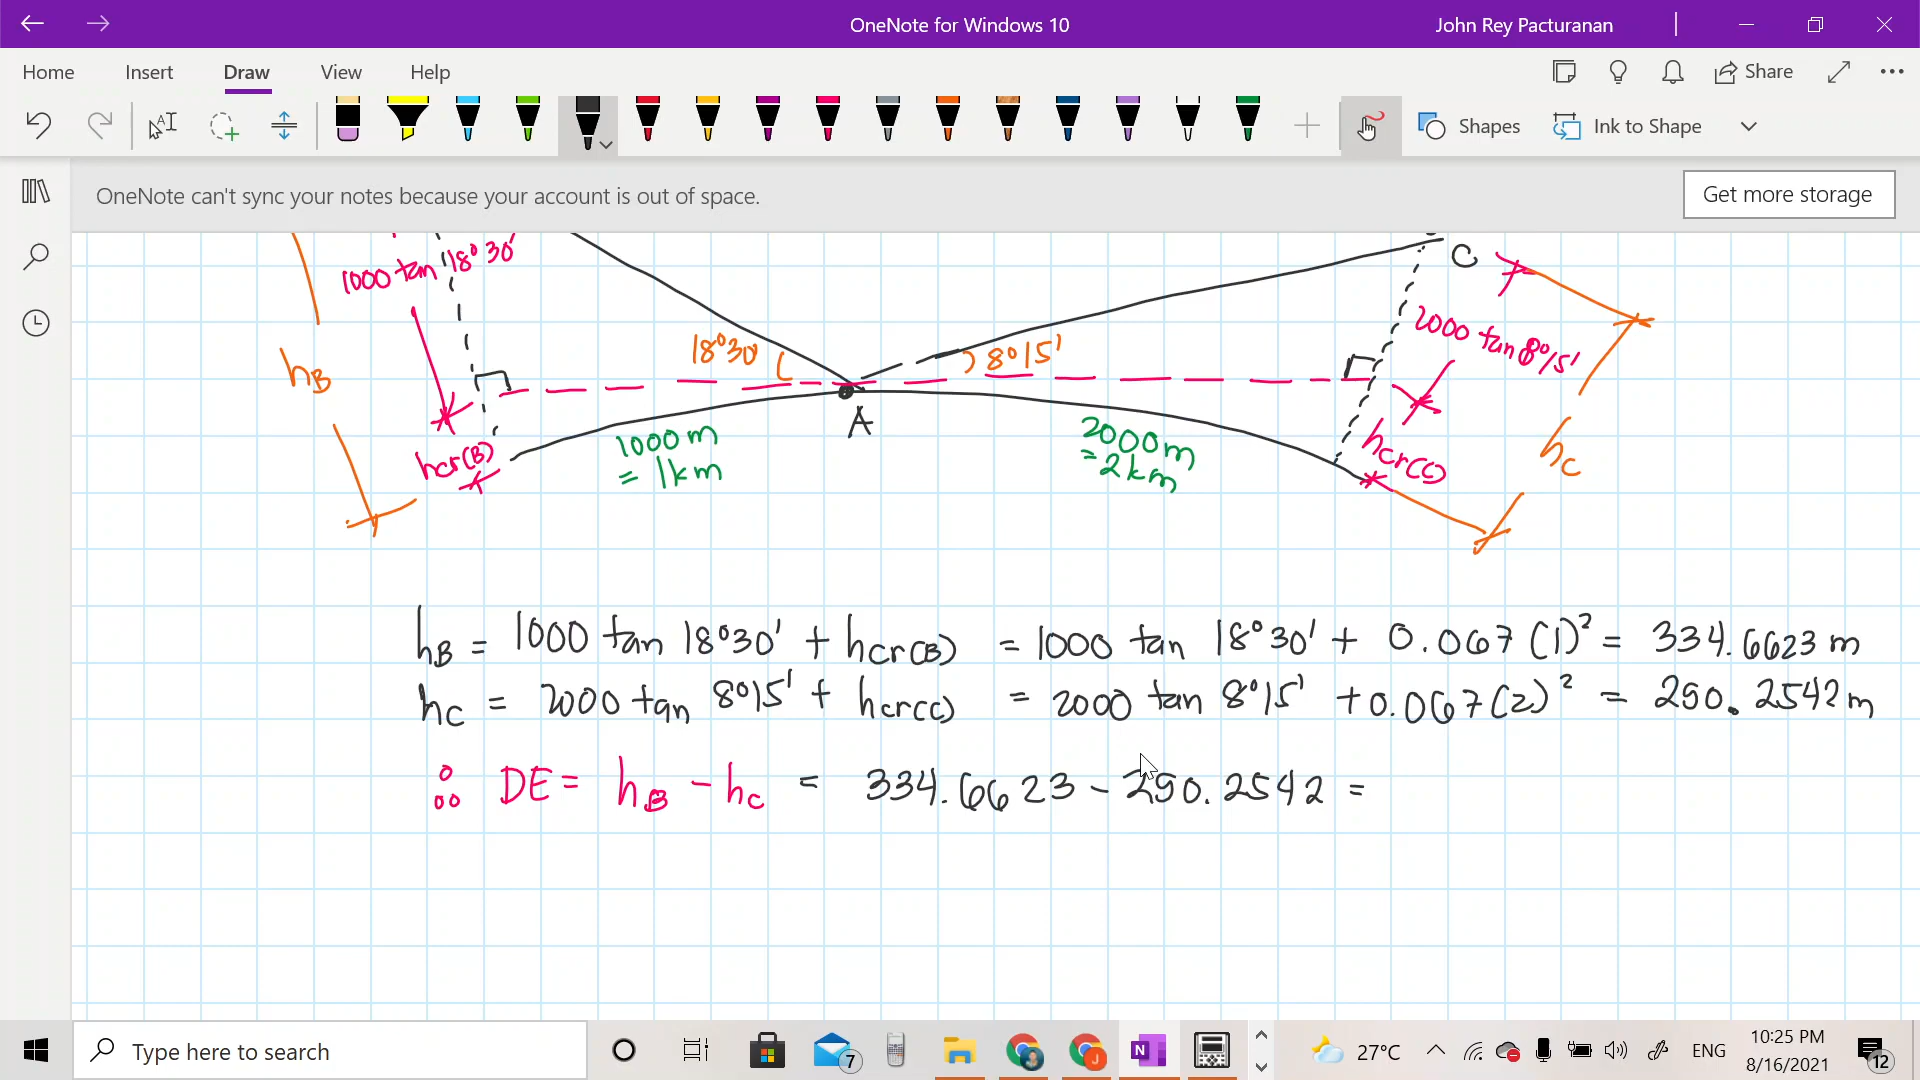 OneNote for Windows 10
John Rey Pacturanan
Home Insert Draw View Help
Share
Shapes
Ink to Shape
OneNote can't sync your notes because your account is out of space.
Get more storage
1000 tan 18°30'
C
18°30'
8°15'
2000 tan 8°15'
hB
A
1000 m
= 1km
2000m
= 2km
hcr(B)
hcr(C)
hc
hB = 1000 tan 18°30' + hcr(B) = 1000 tan 18°30' + 0.067 (1)² = 334.6623 m
hc = 2000 tan 8°15' + hcr(C) = 2000 tan 8°15' + 0.067 (2)² = 290.2542 m
∴ DE = hB - hc = 334.6623 - 290.2542 =
Type here to search
7
27°C
ENG
10:25 PM
8/16/2021
12